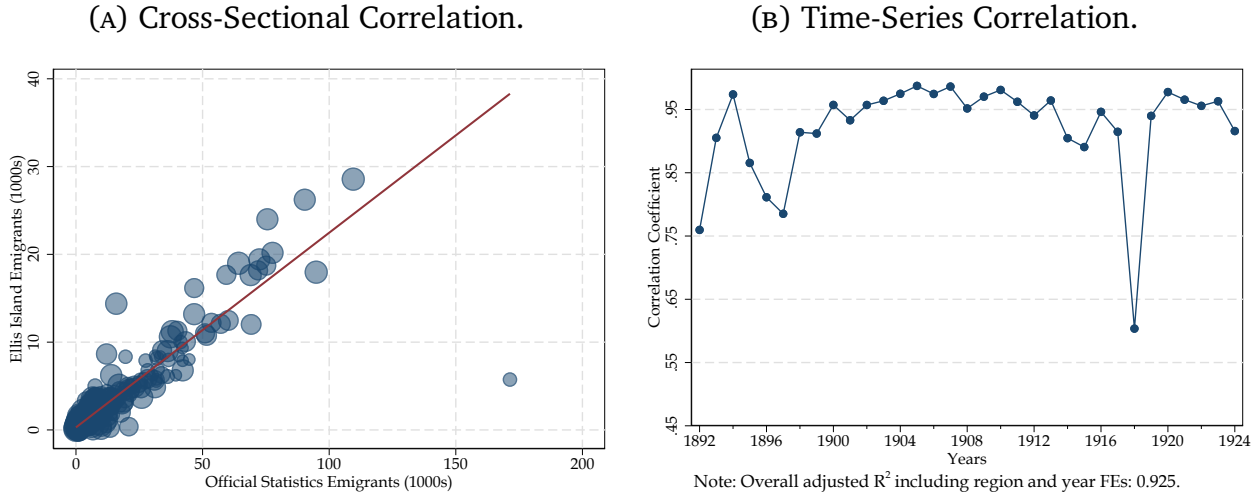 (A) Cross-Sectional Correlation.
40
30
20
10
0
Ellis Island Emigrants (1000s)
0 50 100 150 200
Official Statistics Emigrants (1000s)
(B) Time-Series Correlation.
.95
.85
.75
.65
.55
.45
Correlation Coefficient
1892 1896 1900 1904 1908 1912 1916 1920 1924
Years
Note: Overall adjusted R² including region and year FEs: 0.925.